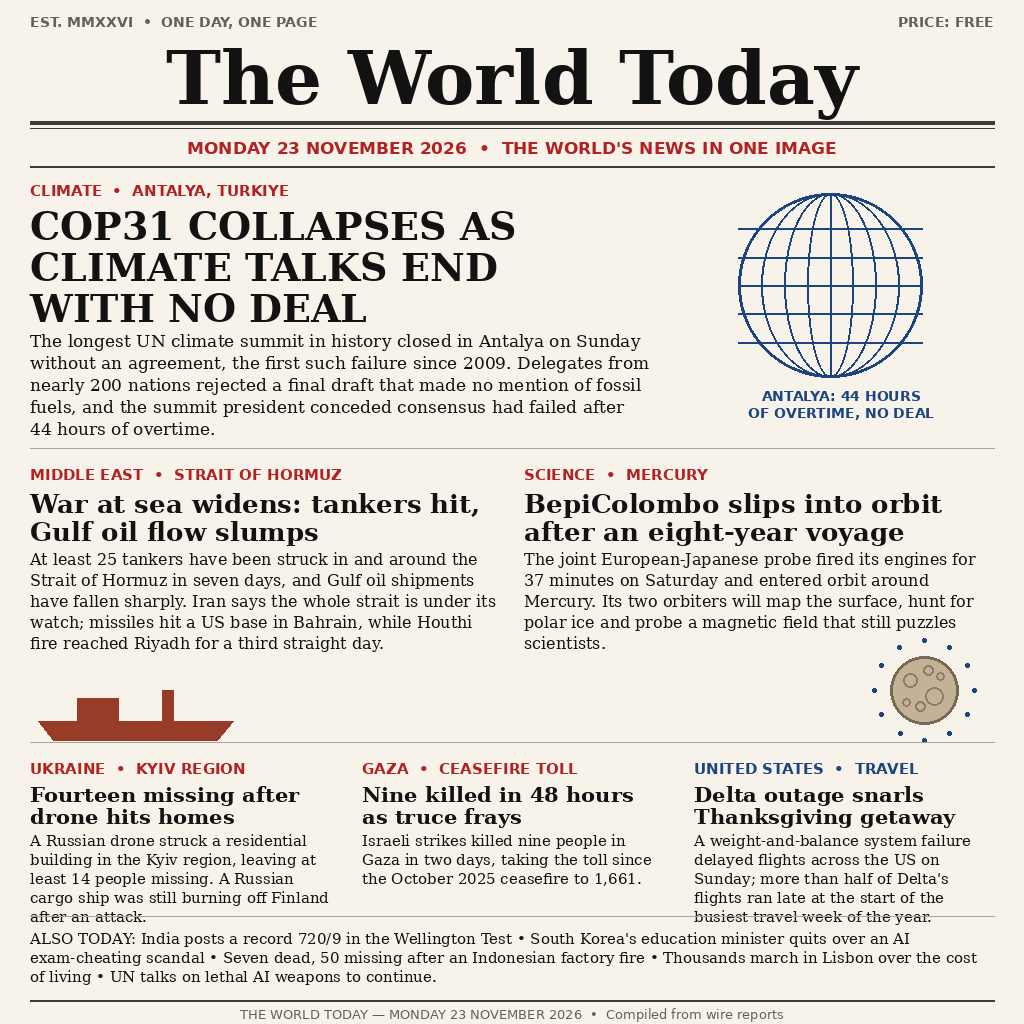 EST. MMXXVI • ONE DAY, ONE PAGE
PRICE: FREE
The World Today
MONDAY 23 NOVEMBER 2026 • THE WORLD'S NEWS IN ONE IMAGE
CLIMATE • ANTALYA, TURKIYE
COP31 COLLAPSES AS
CLIMATE TALKS END
WITH NO DEAL
The longest UN climate summit in history closed in Antalya on Sunday
without an agreement, the first such failure since 2009. Delegates from
nearly 200 nations rejected a final draft that made no mention of fossil
fuels, and the summit president conceded consensus had failed after
44 hours of overtime.
ANTALYA: 44 HOURS
OF OVERTIME, NO DEAL
MIDDLE EAST • STRAIT OF HORMUZ
War at sea widens: tankers hit,
Gulf oil flow slumps
At least 25 tankers have been struck in and around the
Strait of Hormuz in seven days, and Gulf oil shipments
have fallen sharply. Iran says the whole strait is under its
watch; missiles hit a US base in Bahrain, while Houthi
fire reached Riyadh for a third straight day.
SCIENCE • MERCURY
BepiColombo slips into orbit
after an eight-year voyage
The joint European-Japanese probe fired its engines for
37 minutes on Saturday and entered orbit around
Mercury. Its two orbiters will map the surface, hunt for
polar ice and probe a magnetic field that still puzzles
scientists.
UKRAINE • KYIV REGION
Fourteen missing after
drone hits homes
A Russian drone struck a residential
building in the Kyiv region, leaving at
least 14 people missing. A Russian
cargo ship was still burning off Finland
after an attack.
GAZA • CEASEFIRE TOLL
Nine killed in 48 hours
as truce frays
Israeli strikes killed nine people in
Gaza in two days, taking the toll since
the October 2025 ceasefire to 1,661.
UNITED STATES • TRAVEL
Delta outage snarls
Thanksgiving getaway
A weight-and-balance system failure
delayed flights across the US on
Sunday; more than half of Delta's
flights ran late at the start of the
busiest travel week of the year.
ALSO TODAY: India posts a record 720/9 in the Wellington Test • South Korea's education minister quits over an AI
exam-cheating scandal • Seven dead, 50 missing after an Indonesian factory fire • Thousands march in Lisbon over the cost
of living • UN talks on lethal AI weapons to continue.
THE WORLD TODAY — MONDAY 23 NOVEMBER 2026 • Compiled from wire reports